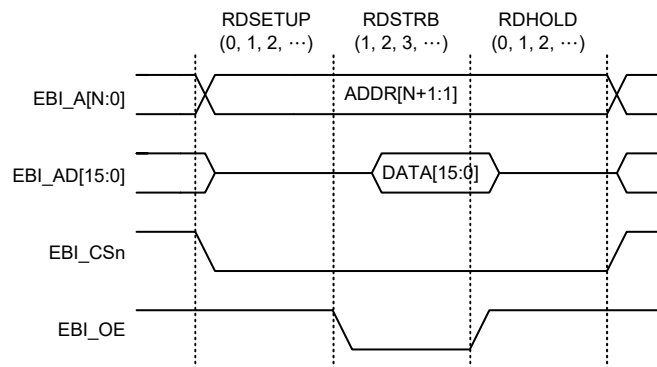 RDSETUP RDSTRB RDHOLD
(0, 1, 2, ⋯) (1, 2, 3, ⋯) (0, 1, 2, ⋯)
EBI_A[N:0] ADDR[N+1:1]
EBI_AD[15:0] DATA[15:0]
EBI_CSn
EBI_OE